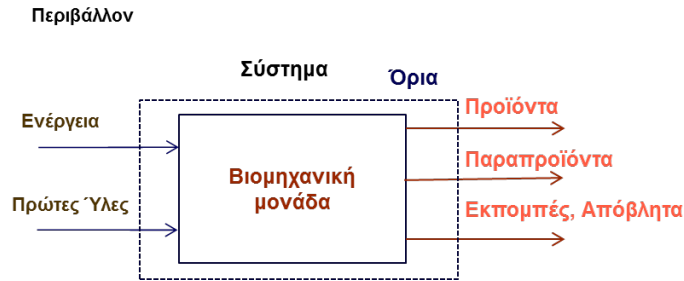 Περιβάλλον
Σύστημα
Όρια
Ενέργεια
Πρώτες Ύλες
Βιομηχανική
μονάδα
Προϊόντα
Παραπροϊόντα
Εκπομπές, Απόβλητα